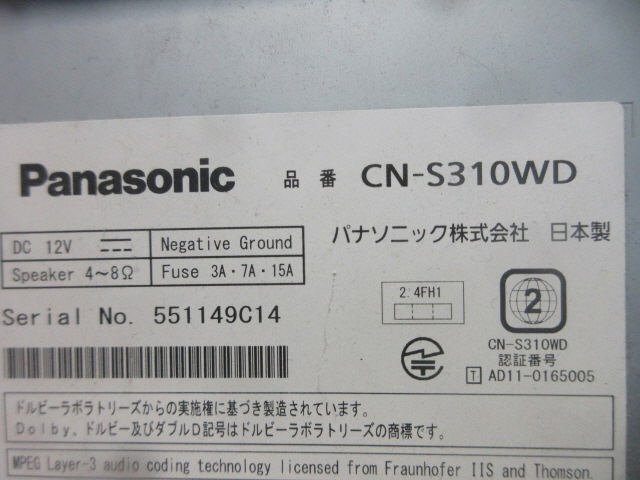 Panasonic 品番 CN-S310WD
DC 12V Negative Ground
パナソニック株式会社 日本製
Speaker 4～8Ω Fuse 3A・7A・15A
Serial No. 551149C14
2.4FH1
2
CN-S310WD
認証番号
T AD11-0165005
ドルビーラボラトリーズからの実施権に基づき製造されています。
Dolby、ドルビー及びダブルD記号はドルビーラボラトリーズの商標です。
MPEG Layer-3 audio coding technology licensed from Fraunhofer IIS and Thomson.